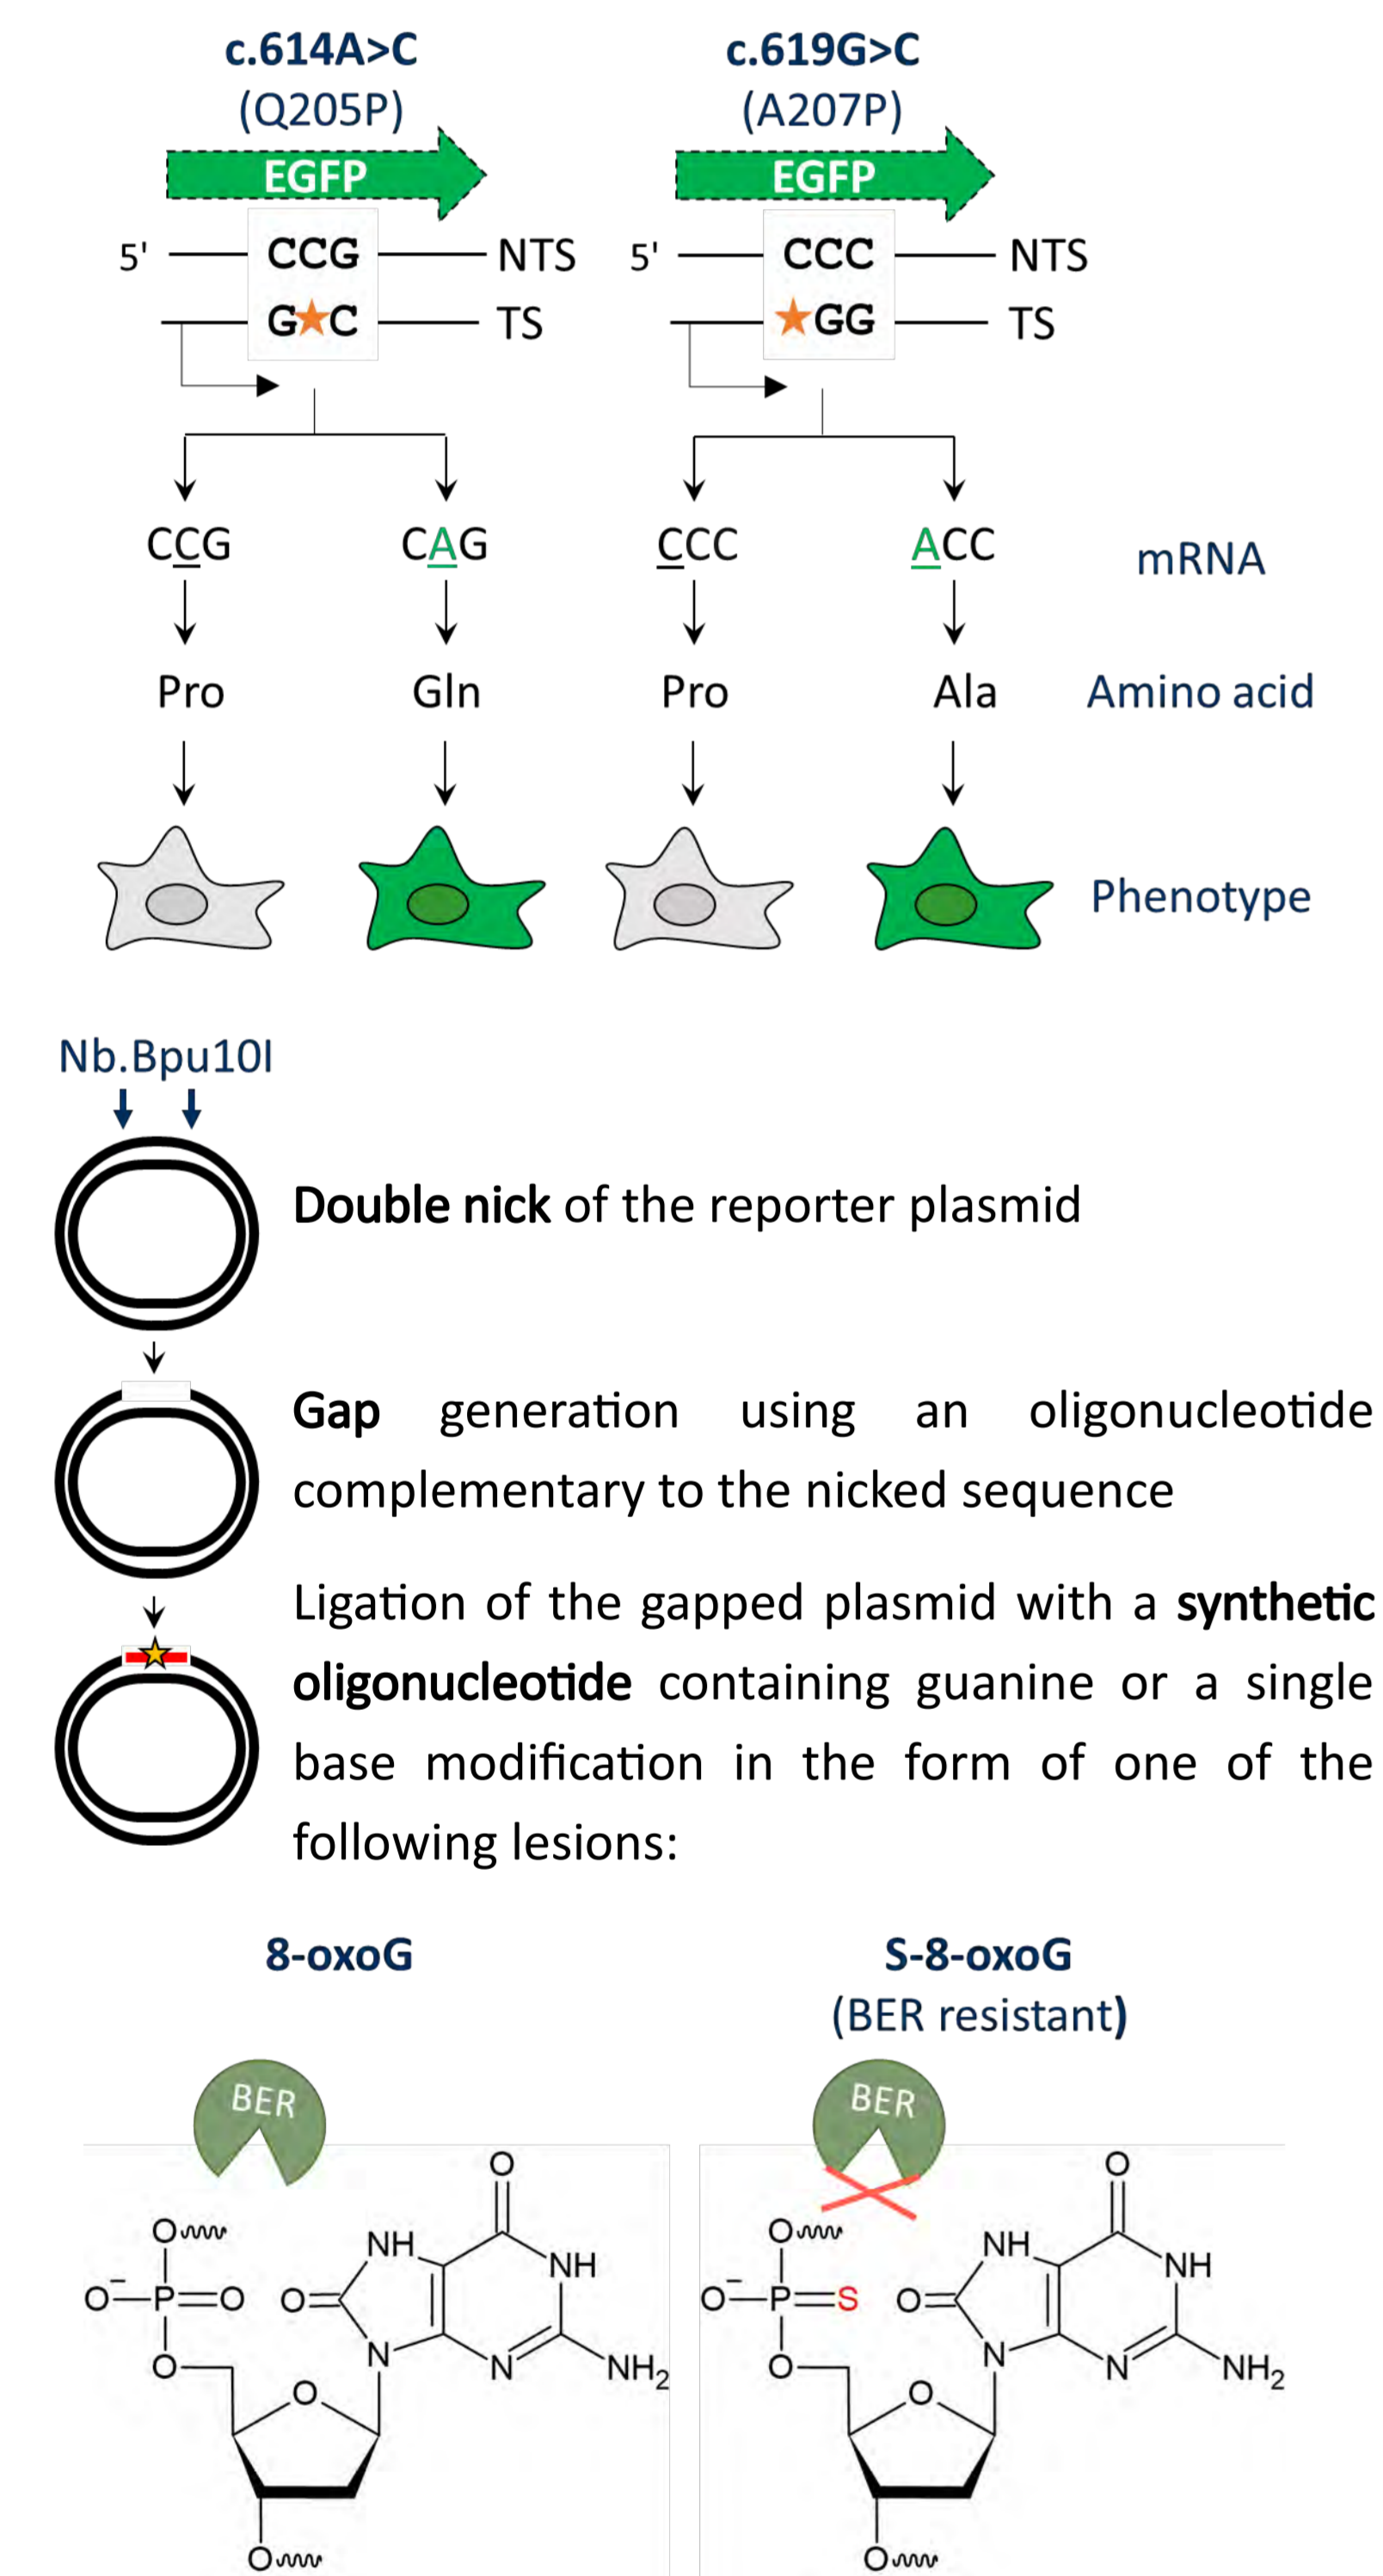 c.614A>C c.619G>C
(Q205P) (A207P)
EGFP EGFP
5' CCG NTS 5' CCC NTS
G★C TS ★GG TS
CCG CAG CCC ACC mRNA
Pro Gln Pro Ala Amino acid
Phenotype
Nb.Bpu10I
Double nick of the reporter plasmid
Gap generation using an oligonucleotide
complementary to the nicked sequence
Ligation of the gapped plasmid with a synthetic
oligonucleotide containing guanine or a single
base modification in the form of one of the
following lesions:
8-oxoG S-8-oxoG
(BER resistant)
BER BER
O O
O NH O NH
NH NH
O⁻ P O O O⁻ P S O
O N N NH₂ O N N NH₂
O O
O O